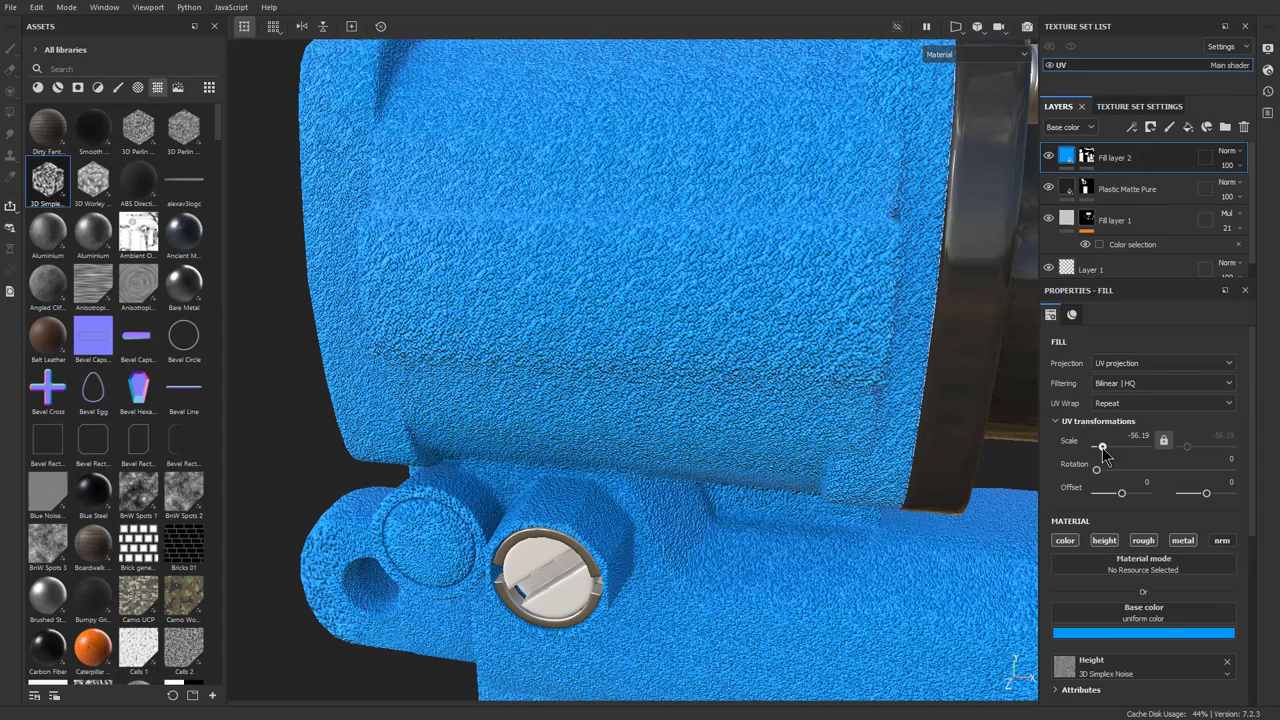 File Edit Mode Window Viewport Python JavaScript Help
ASSETS
All libraries
Search
Dirty Fant... Smooth ... 3D Perlin ... 3D Perlin ...
3D Simple... 3D Worley ... ABS Directi... alexav3logc
Aluminium Aluminium Ambient O... Ancient M...
Angled Clif... Anisotropi... Anisotropi... Bare Metal
Belt Leather Bevel Caps... Bevel Caps... Bevel Circle
Bevel Cross Bevel Egg Bevel Hexa... Bevel Line
Bevel Rect... Bevel Rect... Bevel Rect... Bevel Rect...
Blue Noise... Blue Steel BnW Spots 1 BnW Spots 2
BnW Spots 3 Boardwalk ... Brick gene... Bricks 01
Brushed St... Bumpy Gri... Camo UCP Camo Wo...
Carbon Fiber Caterpillar ... Cells 1 Cells 2
Material
Y
X
Z
TEXTURE SET LIST
Settings
UV Main shader
LAYERS TEXTURE SET SETTINGS
Base color
Fill layer 2 Norm
100
Plastic Matte Pure Norm
100
Fill layer 1 Mul
21
Color selection
Layer 1 Norm
100
PROPERTIES - FILL
FILL
Projection UV projection
Filtering Bilinear | HQ
UV Wrap Repeat
UV transformations
Scale -56.19 -56.19
Rotation 0
Offset 0 0
MATERIAL
color height rough metal nrm
Material mode
No Resource Selected
Or
Base color
uniform color
Height
3D Simplex Noise
Attributes
Cache Disk Usage: 44% | Version: 7.2.3